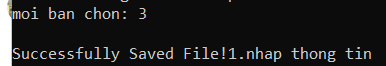 moi ban chon: 3
Successfully Saved File!1.nhap thong tin